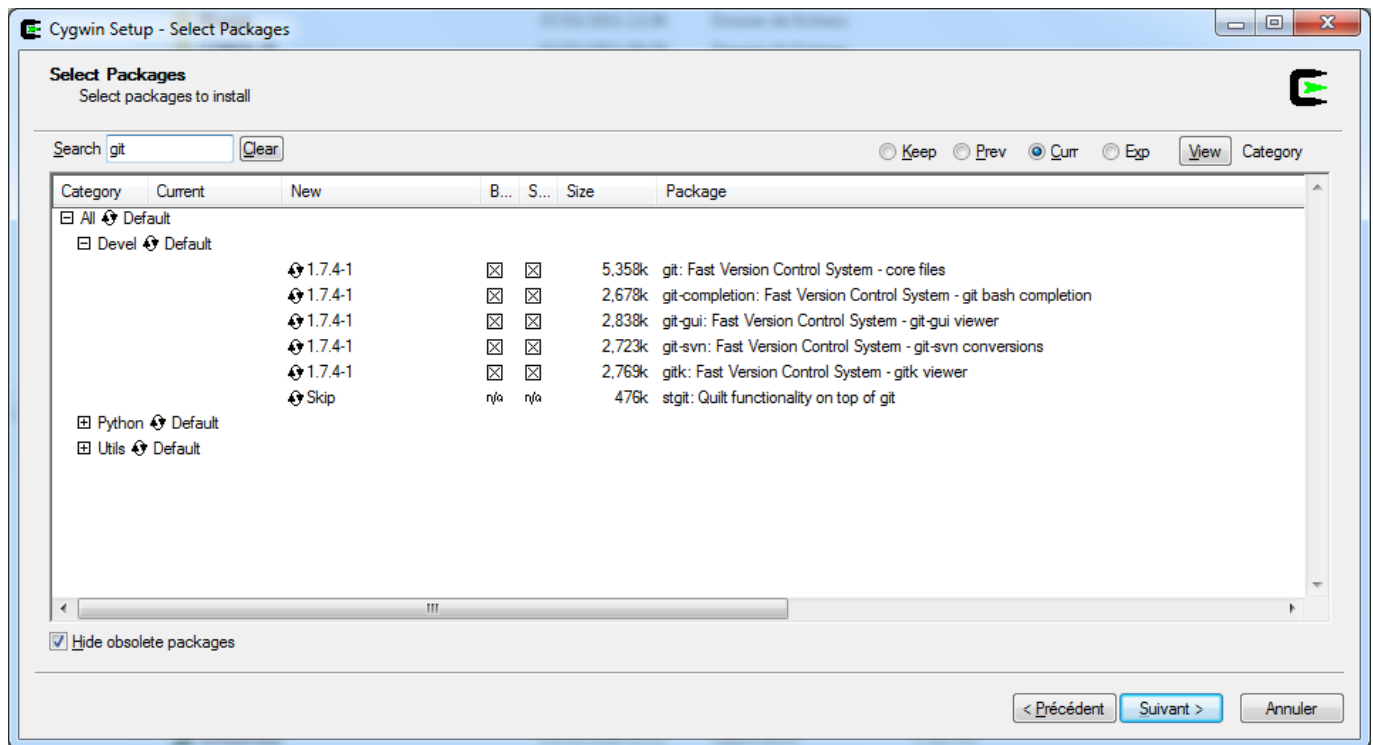 Cygwin Setup - Select Packages
Select Packages
Select packages to install
Search git Clear Keep Prev Curr Exp View Category
Category Current New B... S... Size Package
All Default
Devel Default
1.7.4-1 5,358k git: Fast Version Control System - core files
1.7.4-1 2,678k git-completion: Fast Version Control System - git bash completion
1.7.4-1 2,838k git-gui: Fast Version Control System - git-gui viewer
1.7.4-1 2,723k git-svn: Fast Version Control System - git-svn conversions
1.7.4-1 2,769k gitk: Fast Version Control System - gitk viewer
Skip n/a n/a 476k stgit: Quilt functionality on top of git
Python Default
Utils Default
Hide obsolete packages
< Précédent Suivant > Annuler